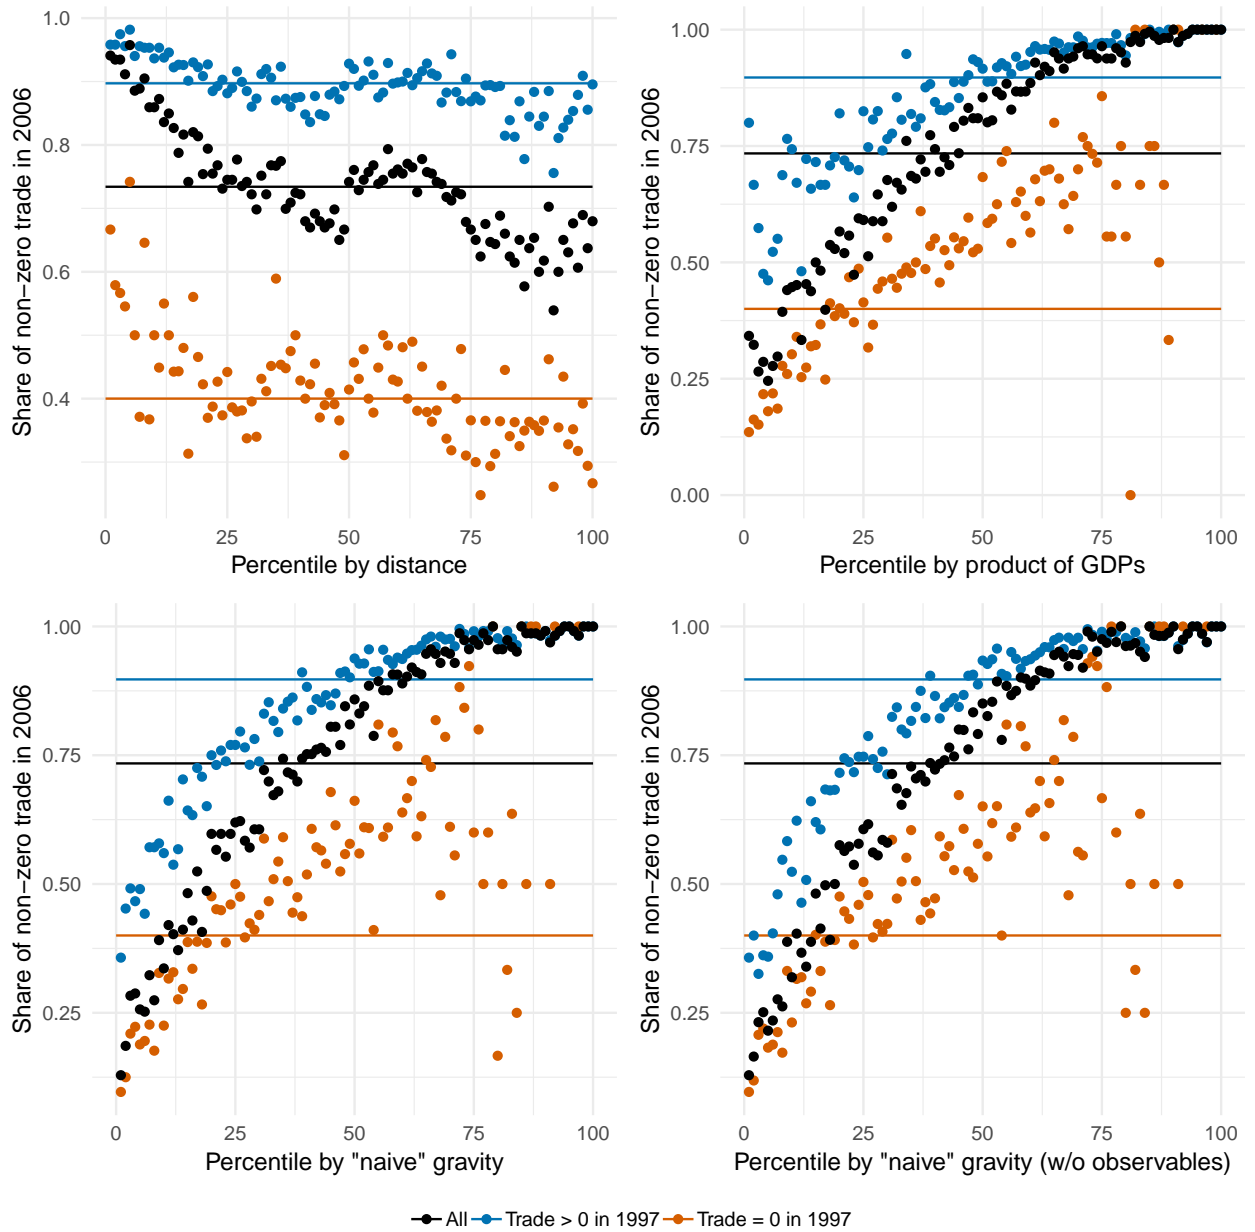 Share of non−zero trade in 2006
1.0
0.8
0.6
0.4
0 25 50 75 100
Percentile by distance
Share of non−zero trade in 2006
1.00
0.75
0.50
0.25
0.00
0 25 50 75 100
Percentile by product of GDPs
Share of non−zero trade in 2006
1.00
0.75
0.50
0.25
0 25 50 75 100
Percentile by "naive" gravity
Share of non−zero trade in 2006
1.00
0.75
0.50
0.25
0 25 50 75 100
Percentile by "naive" gravity (w/o observables)
All Trade > 0 in 1997 Trade = 0 in 1997